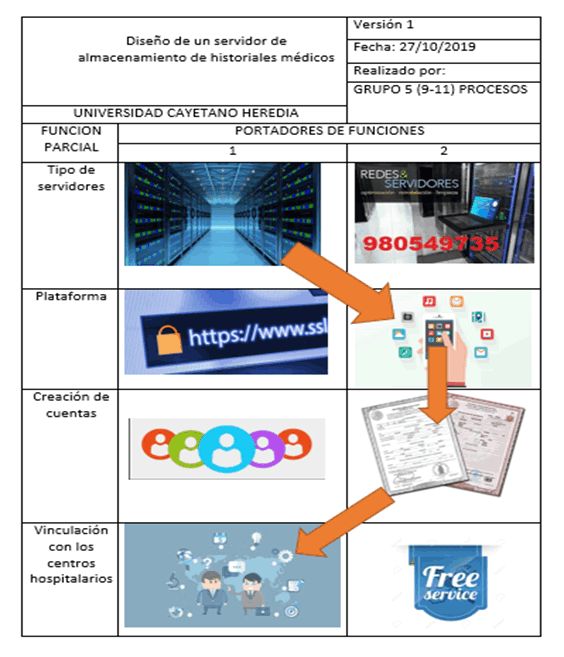 Diseño de un servidor de
almacenamiento de historiales médicos
Versión 1
Fecha: 27/10/2019
Realizado por:
GRUPO 5 (9-11) PROCESOS
UNIVERSIDAD CAYETANO HEREDIA
FUNCION
PARCIAL
PORTADORES DE FUNCIONES
1
2
Tipo de
servidores
REDES&
SERVIDORES
980549735
Plataforma
https://www.ssl
Creación de
cuentas
Vinculación
con los
centros
hospitalarios
Free
service